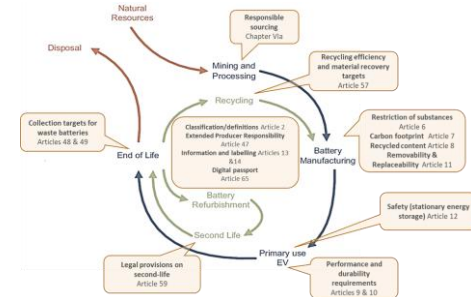 Natural
Resources
Responsible
sourcing
Chapter VIa
Disposal
Mining and
Processing
Recycling efficiency
and material recovery
targets
Article 57
Recycling
Collection targets for
waste batteries
Articles 48 & 49
Classification/definitions Article 2
Extended Producer Responsibility
Article 47
Information and labelling Articles 13
&14
Digital passport
Article 65
Restriction of substances
Article 6
Carbon footprint Article 7
Recycled content Article 8
Removability &
Replaceability Article 11
End of Life
Battery
Manufacturing
Battery
Refurbishment
Safety (stationary energy
storage) Article 12
Second Life
Primary use
EV
Legal provisions on
second-life
Article 59
Performance and
durability
requirements
Articles 9 & 10